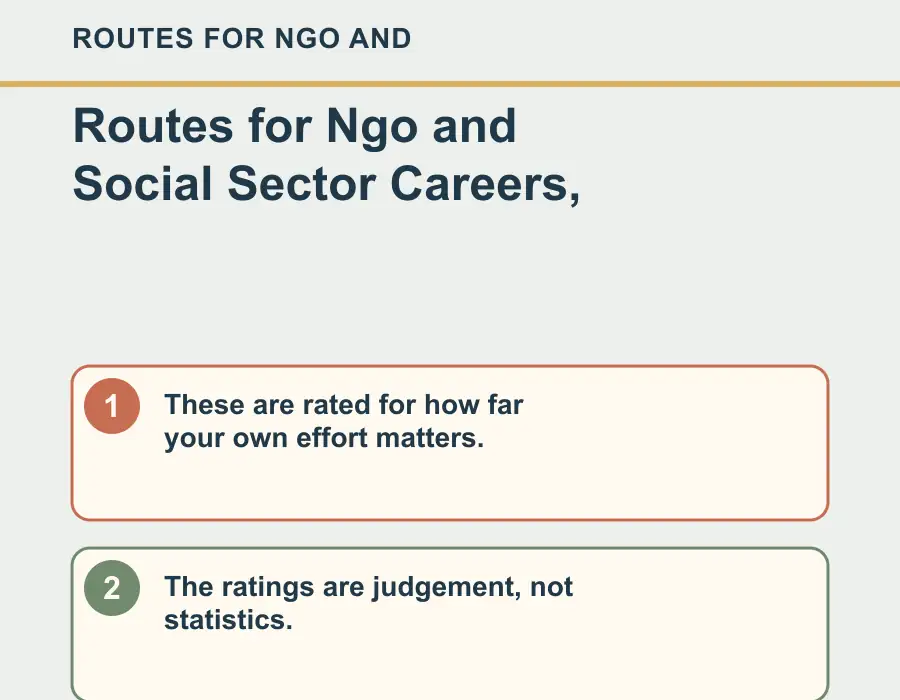 ROUTES FOR NGO AND
Routes for Ngo and
Social Sector Careers,
1
These are rated for how far
your own effort matters.
2
The ratings are judgement, not
statistics.